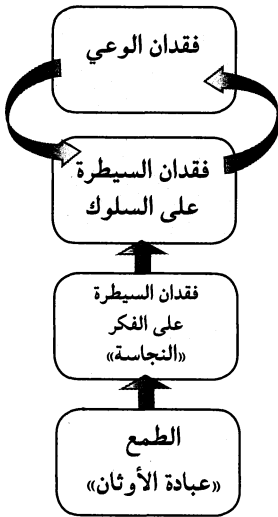 فقدان الوعي
فقدان السيطرة
على السلوك
فقدان السيطرة
على الفكر
«النجاسة»
الطمع
«عبادة الأوثان»